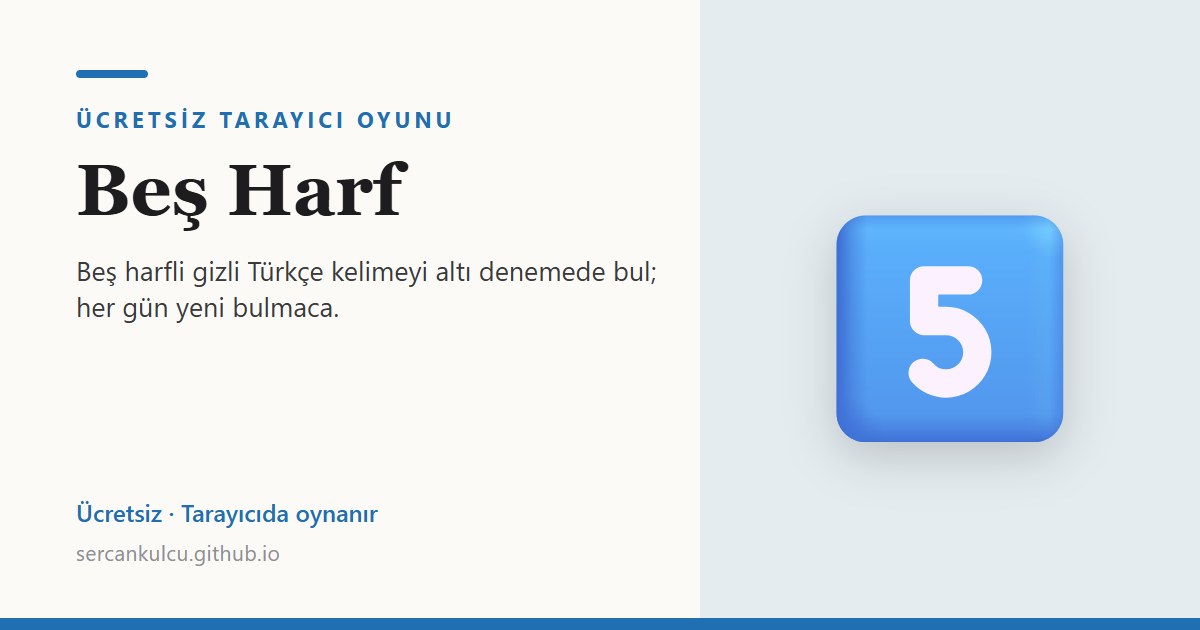 ÜCRETSİZ TARAYICI OYUNU
Beş Harf
Beş harfli gizli Türkçe kelimeyi altı denemede bul;
her gün yeni bulmaca.
5
Ücretsiz · Tarayıcıda oynanır
sercankulcu.github.io